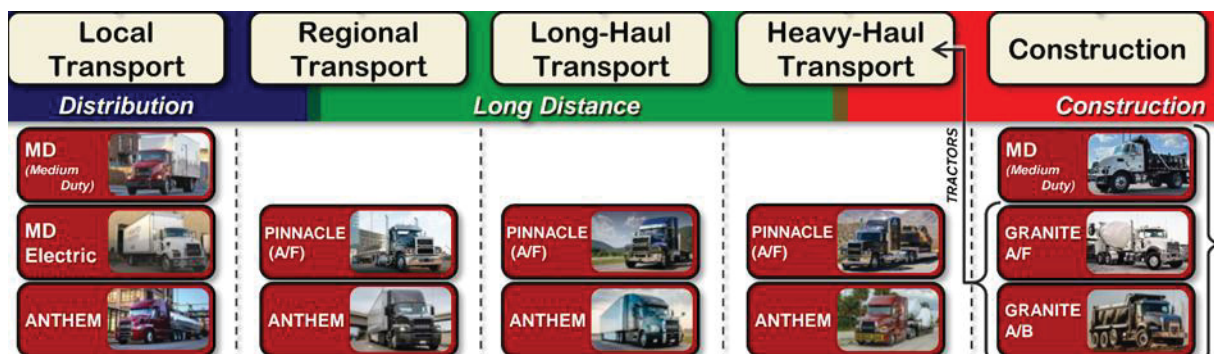 Local
Transport
Regional
Transport
Long-Haul
Transport
Heavy-Haul
Transport
Construction
Distribution
Long Distance
Construction
MD
(Medium
Duty)
MD
Electric
ANTHEM
PINNACLE
(A/F)
ANTHEM
PINNACLE
(A/F)
ANTHEM
PINNACLE
(A/F)
ANTHEM
TRACTORS
MD
(Medium
Duty)
GRANITE
A/F
GRANITE
A/B